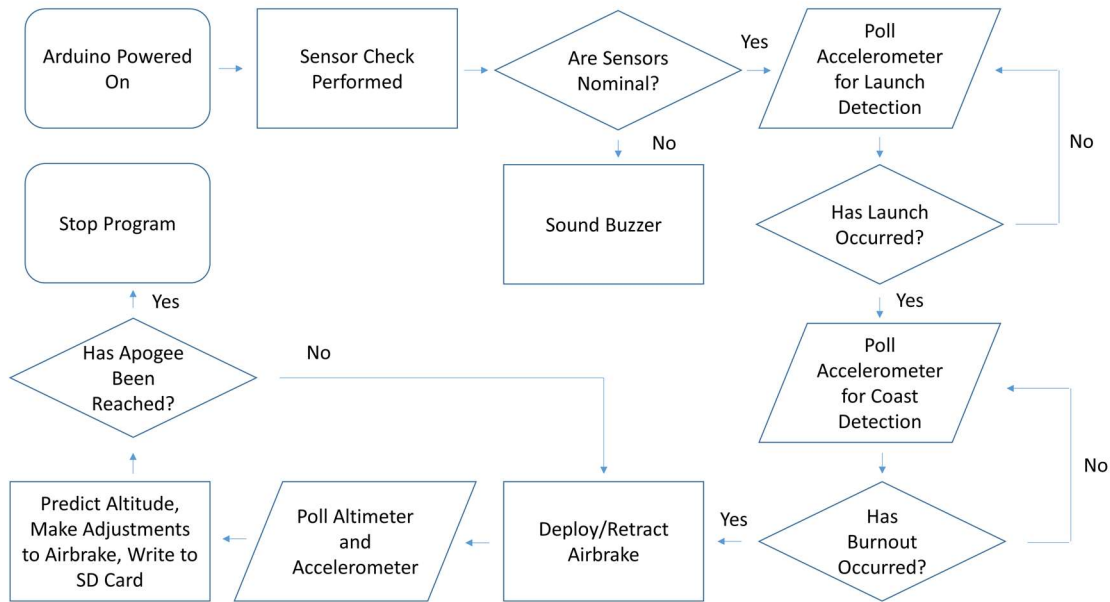 Arduino Powered
On
Sensor Check
Performed
Are Sensors
Nominal?
Yes
Poll
Accelerometer
for Launch
Detection
No
No
Stop Program
Sound Buzzer
Has Launch
Occurred?
Yes
Yes
Has Apogee
Been
Reached?
No
Poll
Accelerometer
for Coast
Detection
No
Predict Altitude,
Make Adjustments
to Airbrake, Write to
SD Card
Poll Altimeter
and
Accelerometer
Deploy/Retract
Airbrake
Yes
Has
Burnout
Occurred?